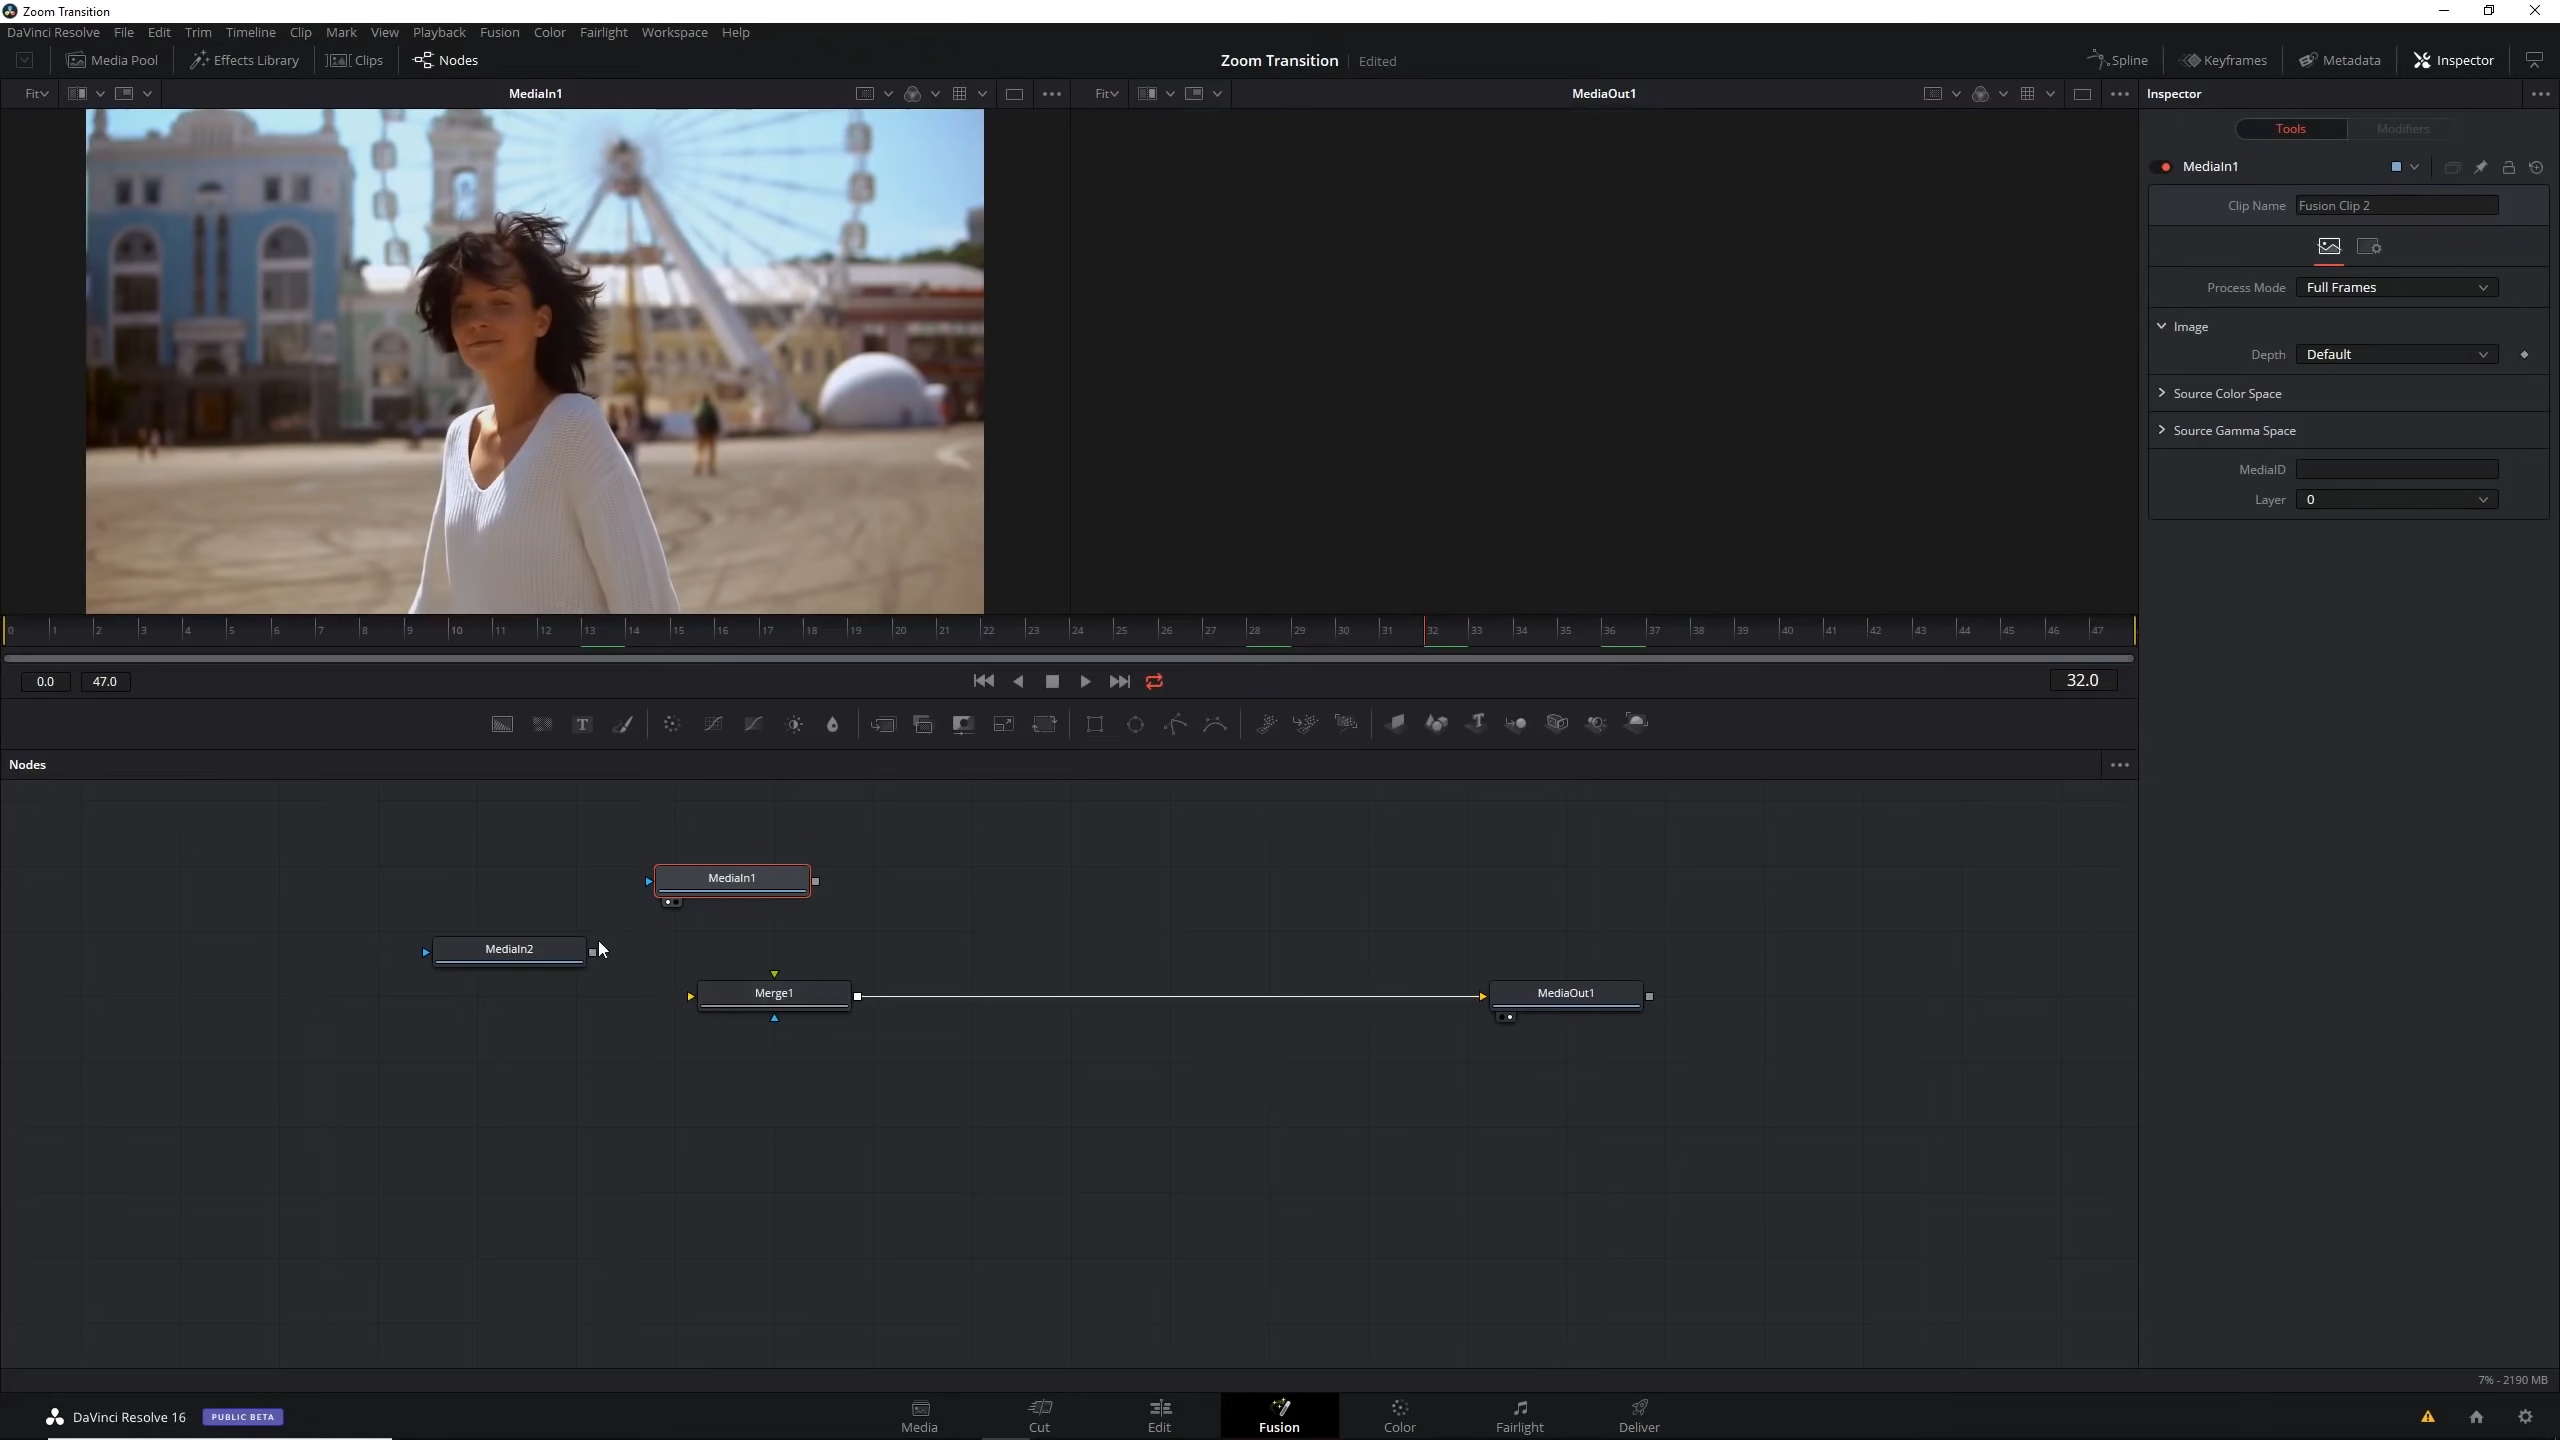 Zoom Transition
DaVinci Resolve File Edit Trim Timeline Clip Mark View Playback Fusion Color Fairlight Workspace Help
Media Pool Effects Library Clips Nodes Zoom Transition Edited Spline Keyframes Metadata Inspector
Fit MediaIn1 Fit MediaOut1 Inspector
Tools Modifiers
MediaIn1
Clip Name Fusion Clip 2
Process Mode Full Frames
Image
Depth Default
Source Color Space
Source Gamma Space
MediaID
Layer 0
0 1 2 3 4 5 6 7 8 9 10 11 12 13 14 15 16 17 18 19 20 21 22 23 24 25 26 27 28 29 30 31 32 33 34 35 36 37 38 39 40 41 42 43 44 45 46 47
0.0 47.0 32.0
T T
Nodes
MediaIn1
MediaIn2
Merge1 MediaOut1
7% - 2190 MB
DaVinci Resolve 16 PUBLIC BETA Media Cut Edit Fusion Color Fairlight Deliver